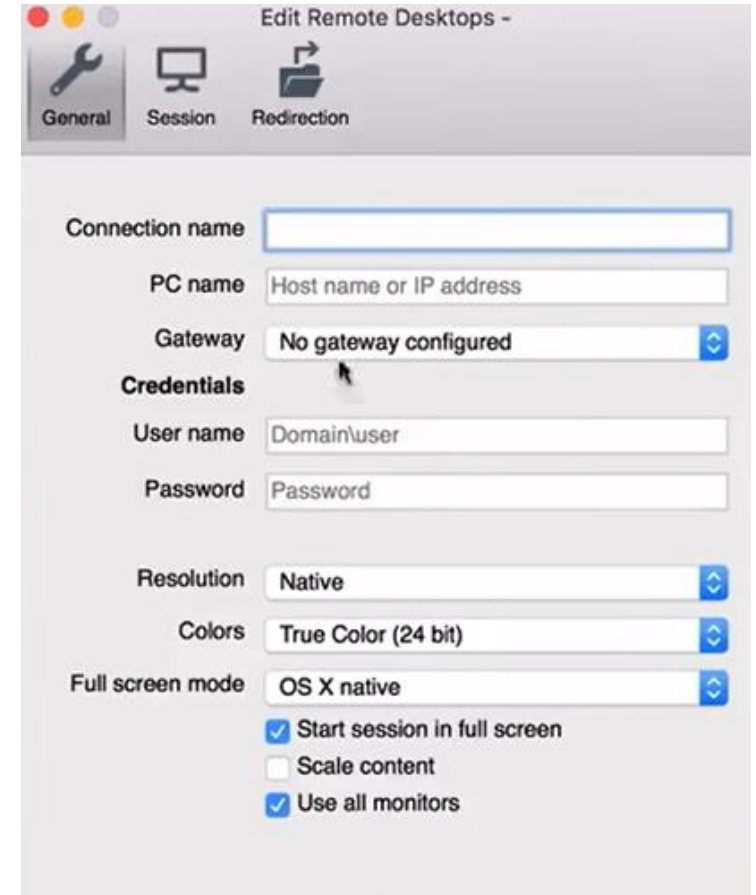 Edit Remote Desktops -
General Session Redirection
Connection name
PC name Host name or IP address
Gateway No gateway configured
Credentials
User name Domain\user
Password Password
Resolution Native
Colors True Color (24 bit)
Full screen mode OS X native
Start session in full screen
Scale content
Use all monitors